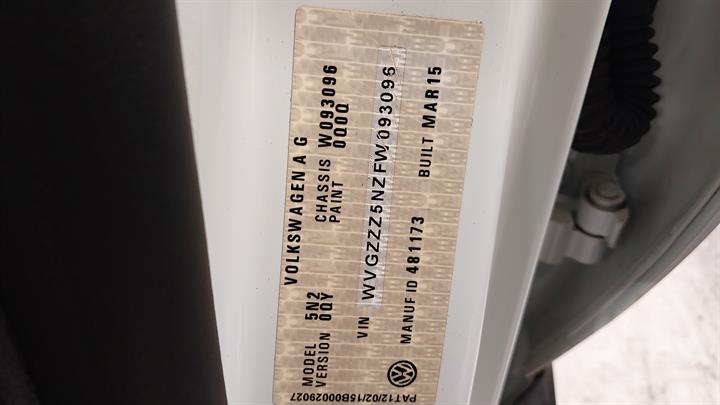 VOLKSWAGEN A G
MODEL 5N2 CHASSIS W093096
VERSION 0QY PAINT 0Q0Q
VIN WVGZZZ5NZFW093096
MANUF ID 481173 BUILT MAR15
PAT12/02/15B00029027